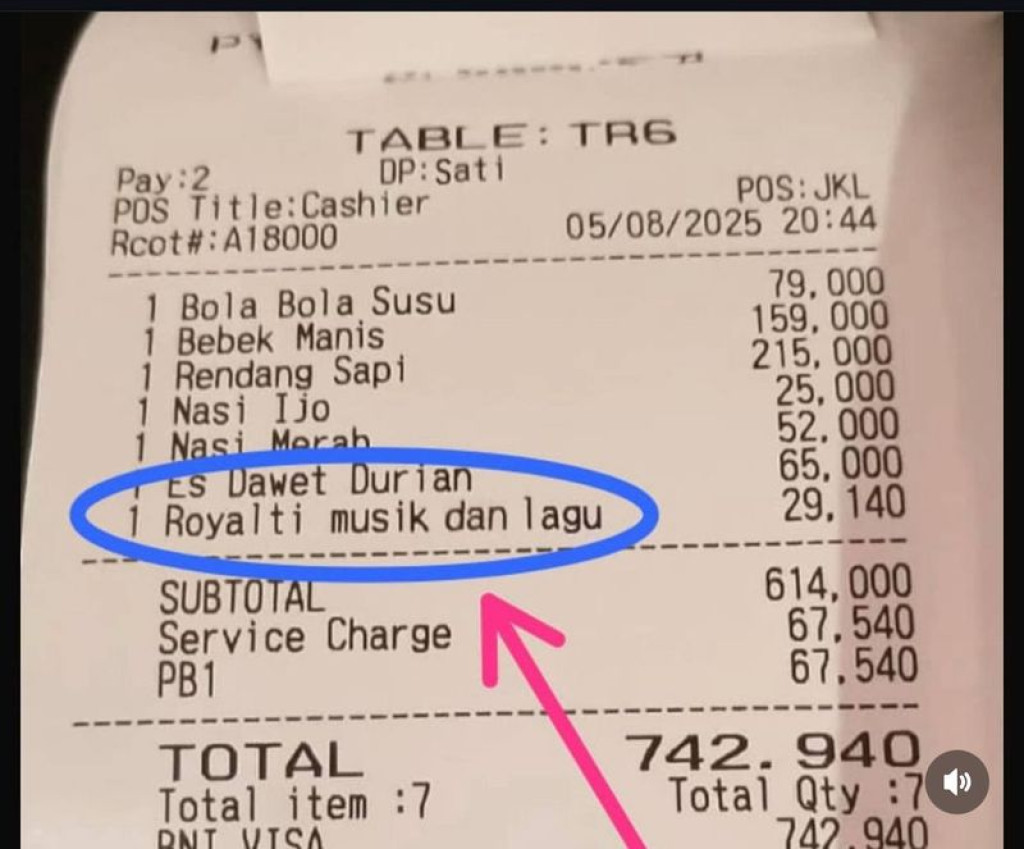 TABLE: TR6
Pay:2 DP:Sati
POS Title:Cashier POS:JKL
Rcot#:A18000 05/08/2025 20:44
1 Bola Bola Susu 79,000
1 Bebek Manis 159,000
1 Rendang Sapi 215,000
1 Nasi Ijo 25,000
1 Nasi Merah 52,000
1 Es Dawet Durian 65,000
1 Royalti musik dan lagu 29,140
SUBTOTAL 614,000
Service Charge 67,540
PB1 67,540
TOTAL 742.940
Total item :7 Total Qty :7
BNI VISA 742,940